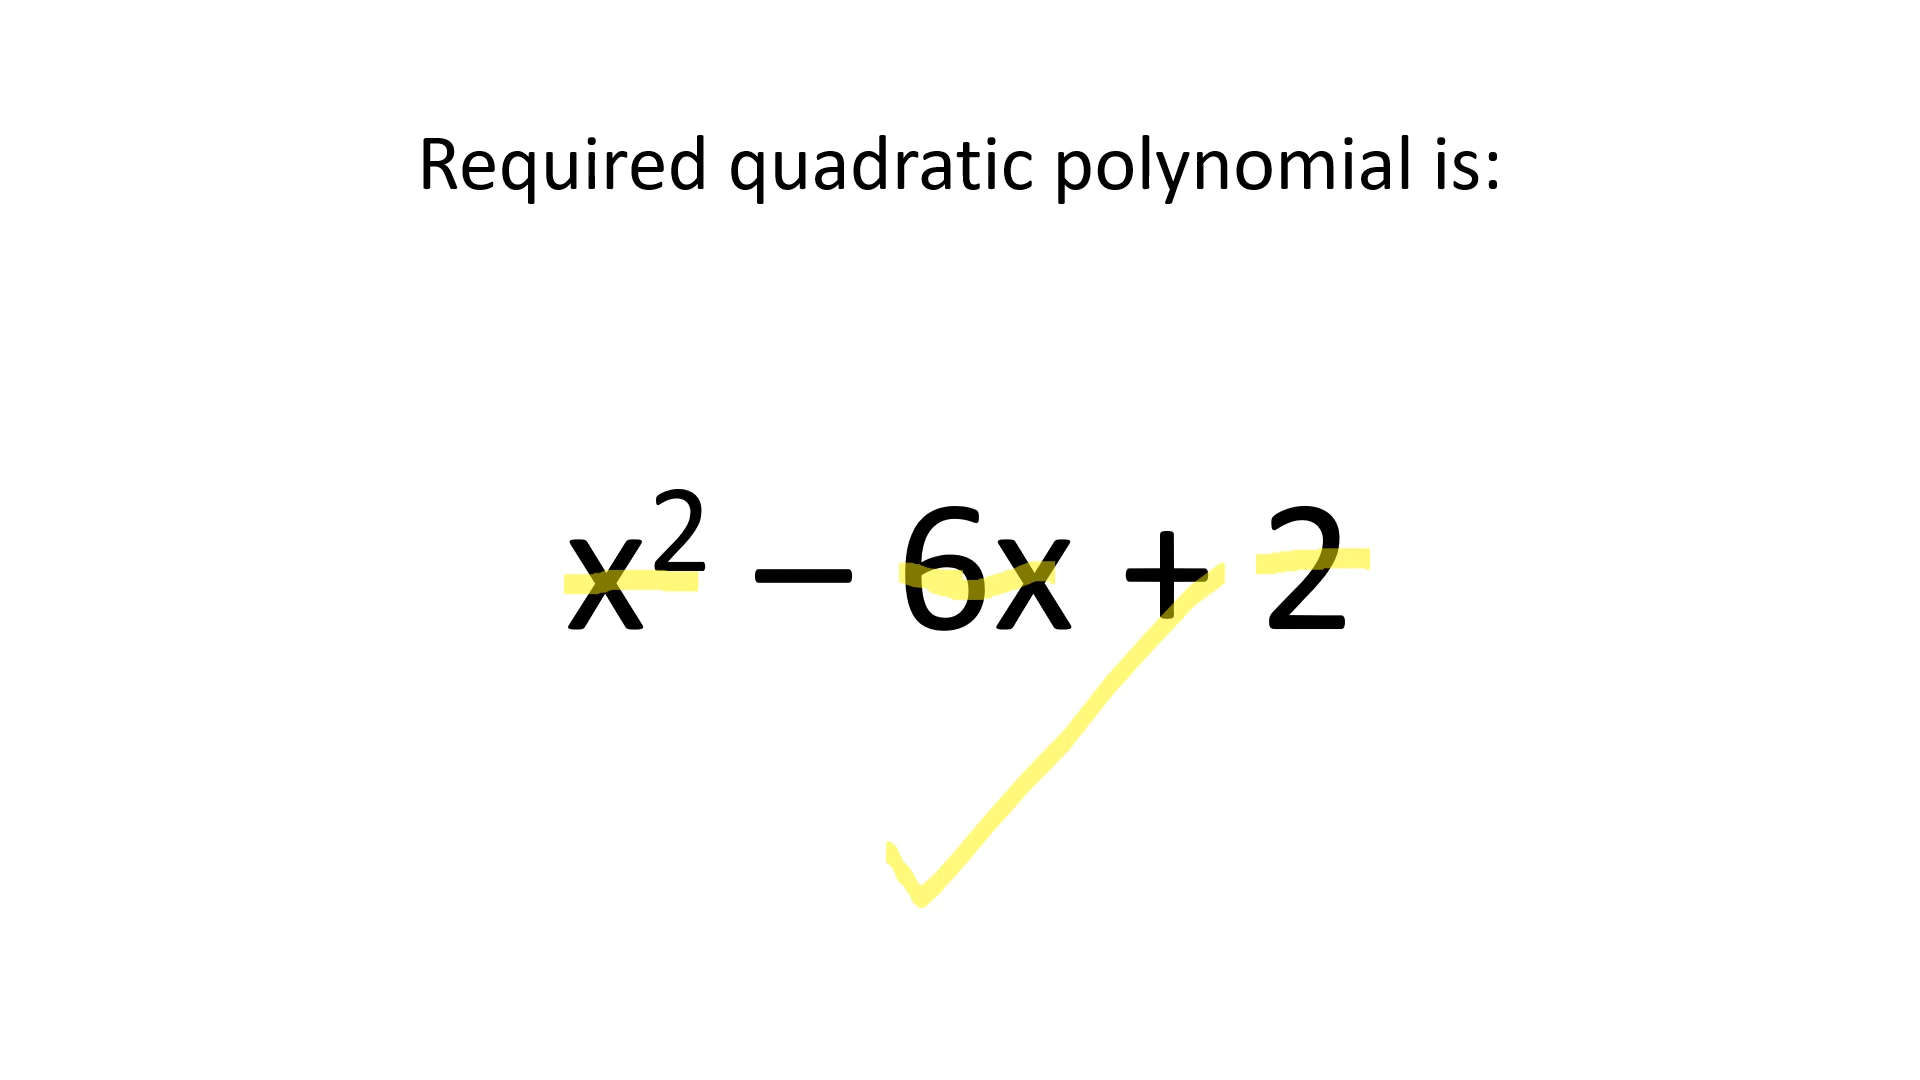 Required quadratic polynomial is:
x² – 6x + 2